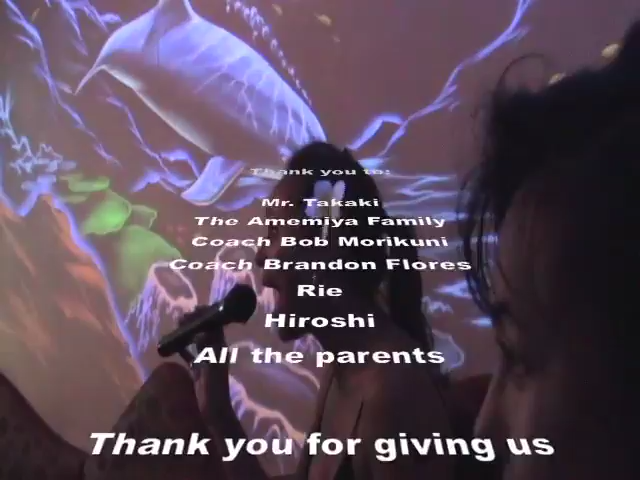 Thank you to:
Mr. Takaki
The Amemiya Family
Coach Bob Morikuni
Coach Brandon Flores
Rie
Hiroshi
All the parents
Thank you for giving us